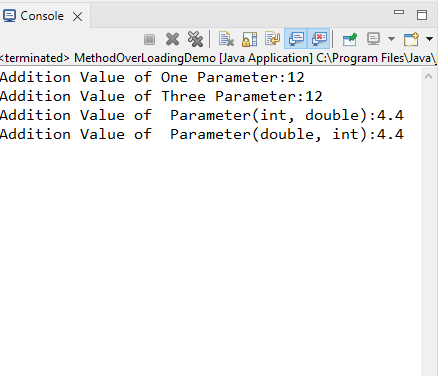 Console
<terminated> MethodOverLoadingDemo [Java Application] C:\Program Files\Java\
Addition Value of One Parameter:12
Addition Value of Three Parameter:12
Addition Value of  Parameter(int, double):4.4
Addition Value of  Parameter(double, int):4.4